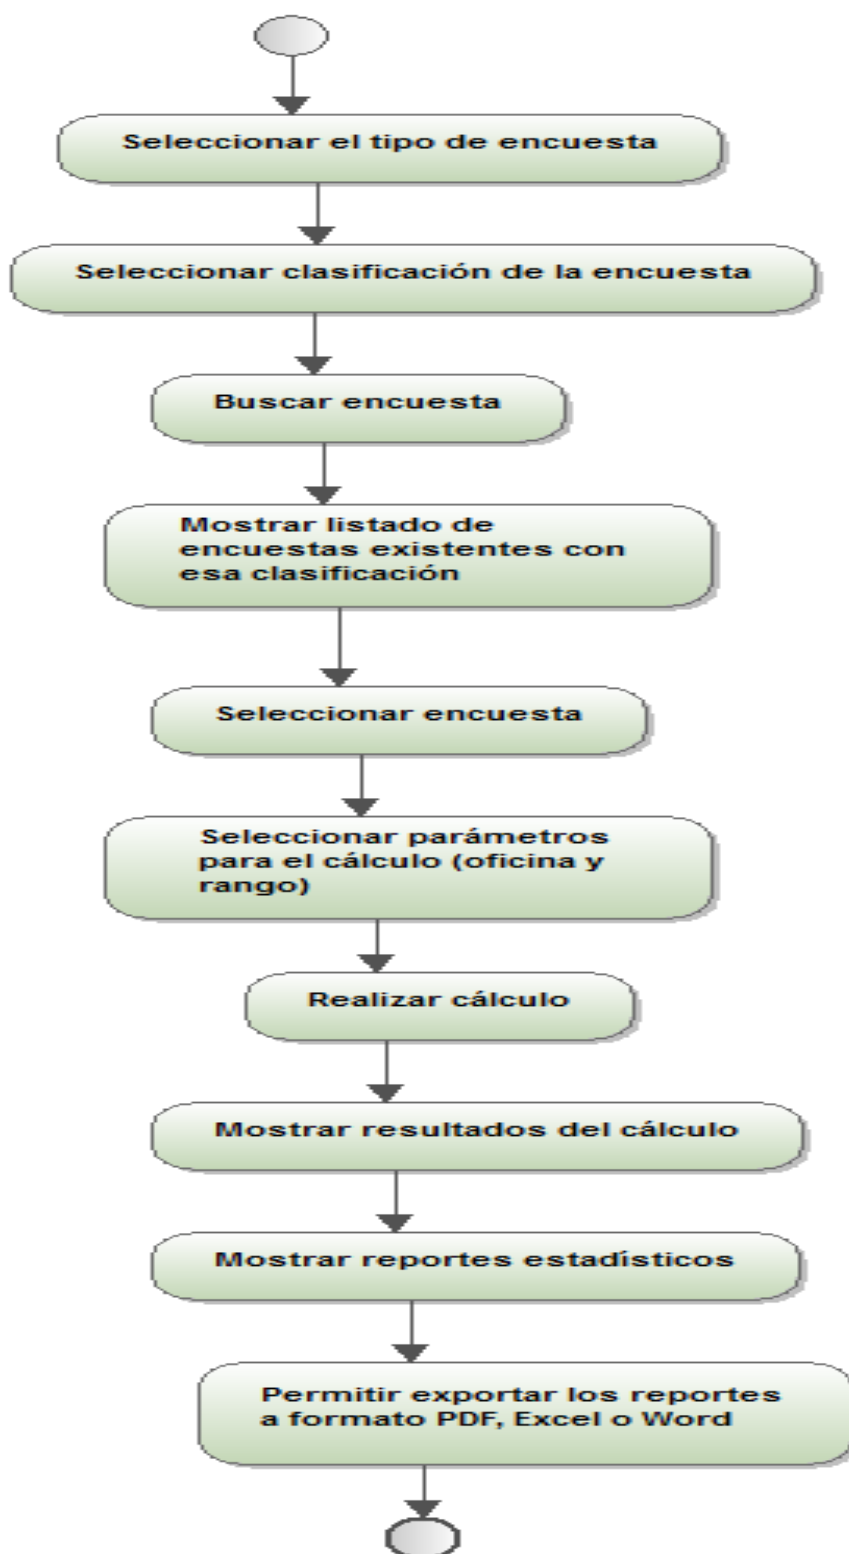 Seleccionar el tipo de encuesta
Seleccionar clasificación de la encuesta
Buscar encuesta
Mostrar listado de
encuestas existentes con
esa clasificación
Seleccionar encuesta
Seleccionar parámetros
para el cálculo (oficina y
rango)
Realizar cálculo
Mostrar resultados del cálculo
Mostrar reportes estadísticos
Permitir exportar los reportes
a formato PDF, Excel o Word